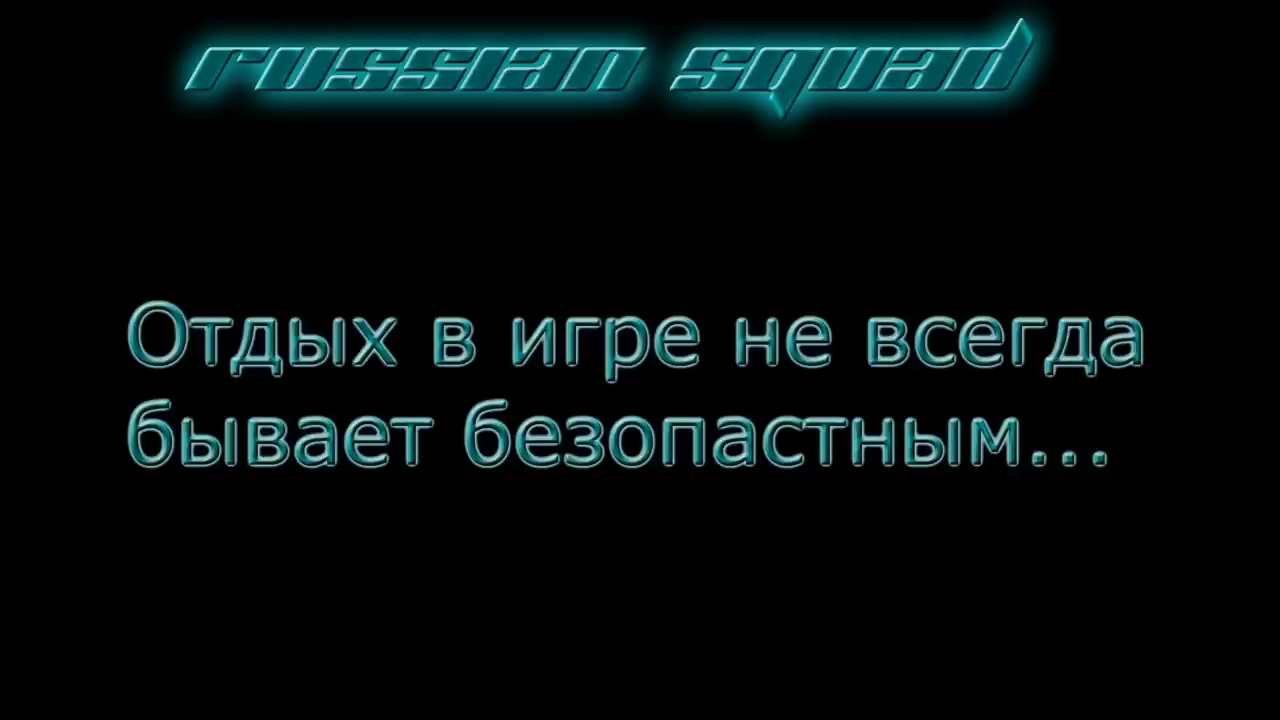 russian squad
Отдых в игре не всегда
бывает безопастным...